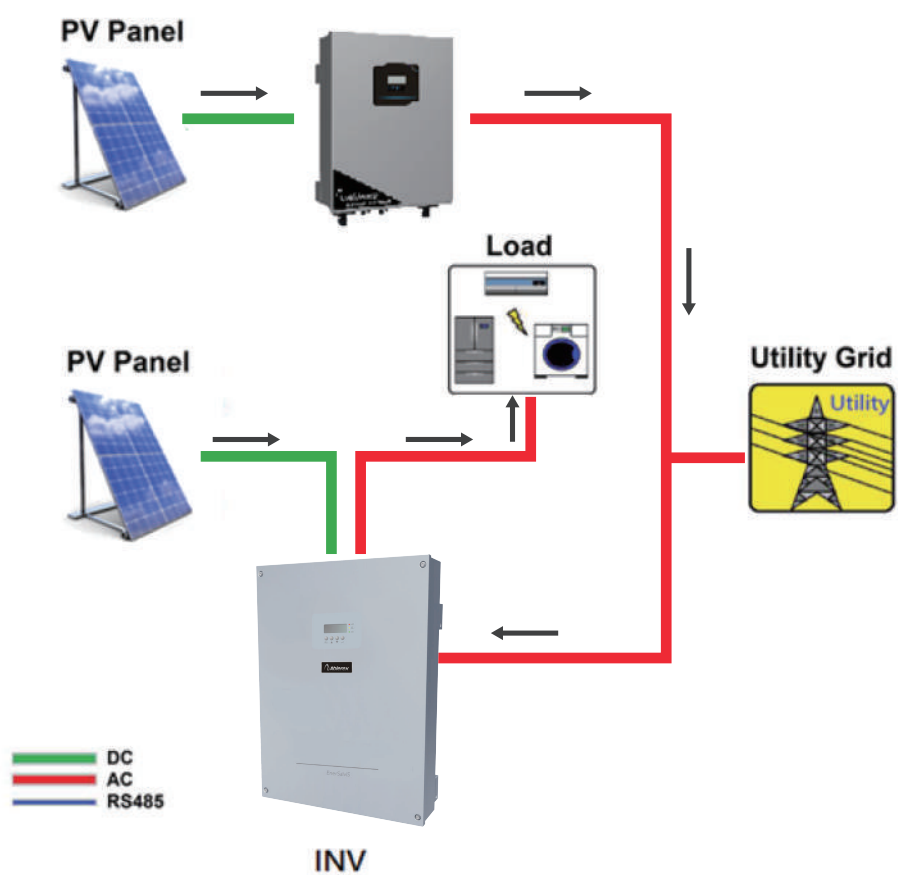 PV Panel
Load
PV Panel
Utility Grid
Utility
DC
AC
RS485
INV